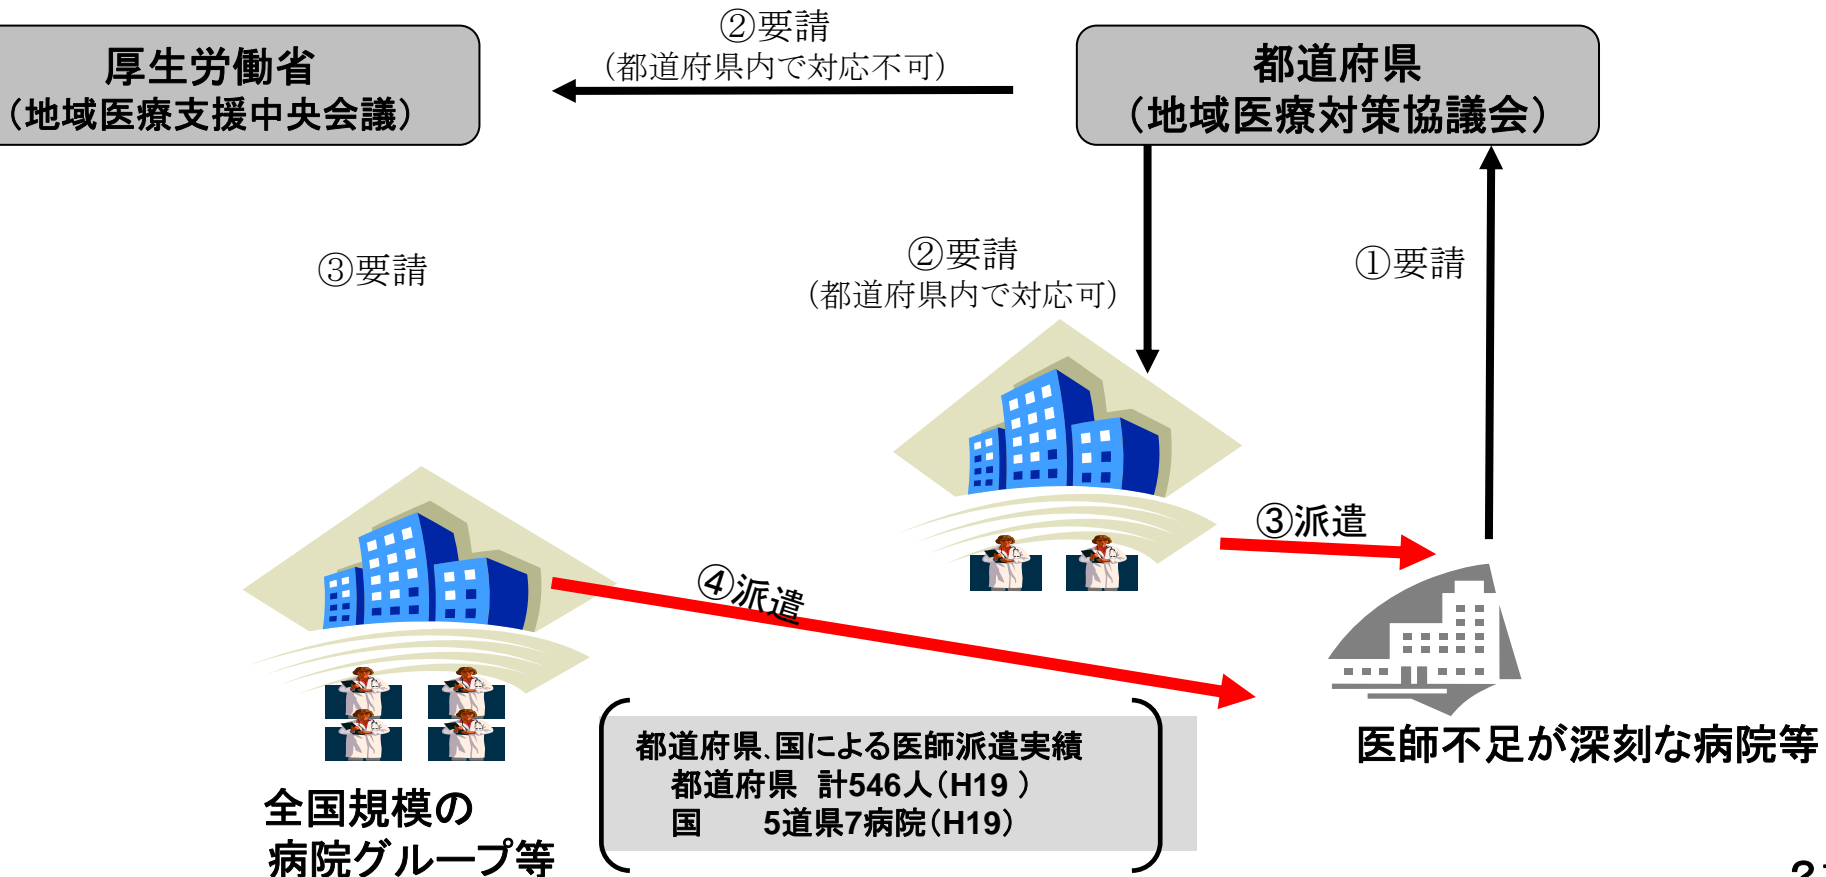 ②要請
(都道府県内で対応不可)
厚生労働省
(地域医療支援中央会議)
都道府県
(地域医療対策協議会)
③要請
②要請
(都道府県内で対応可)
①要請
③派遣
④派遣
都道府県、国による医師派遣実績
都道府県 計546人(H19 )
国 5道県7病院(H19)
医師不足が深刻な病院等
全国規模の
病院グループ等